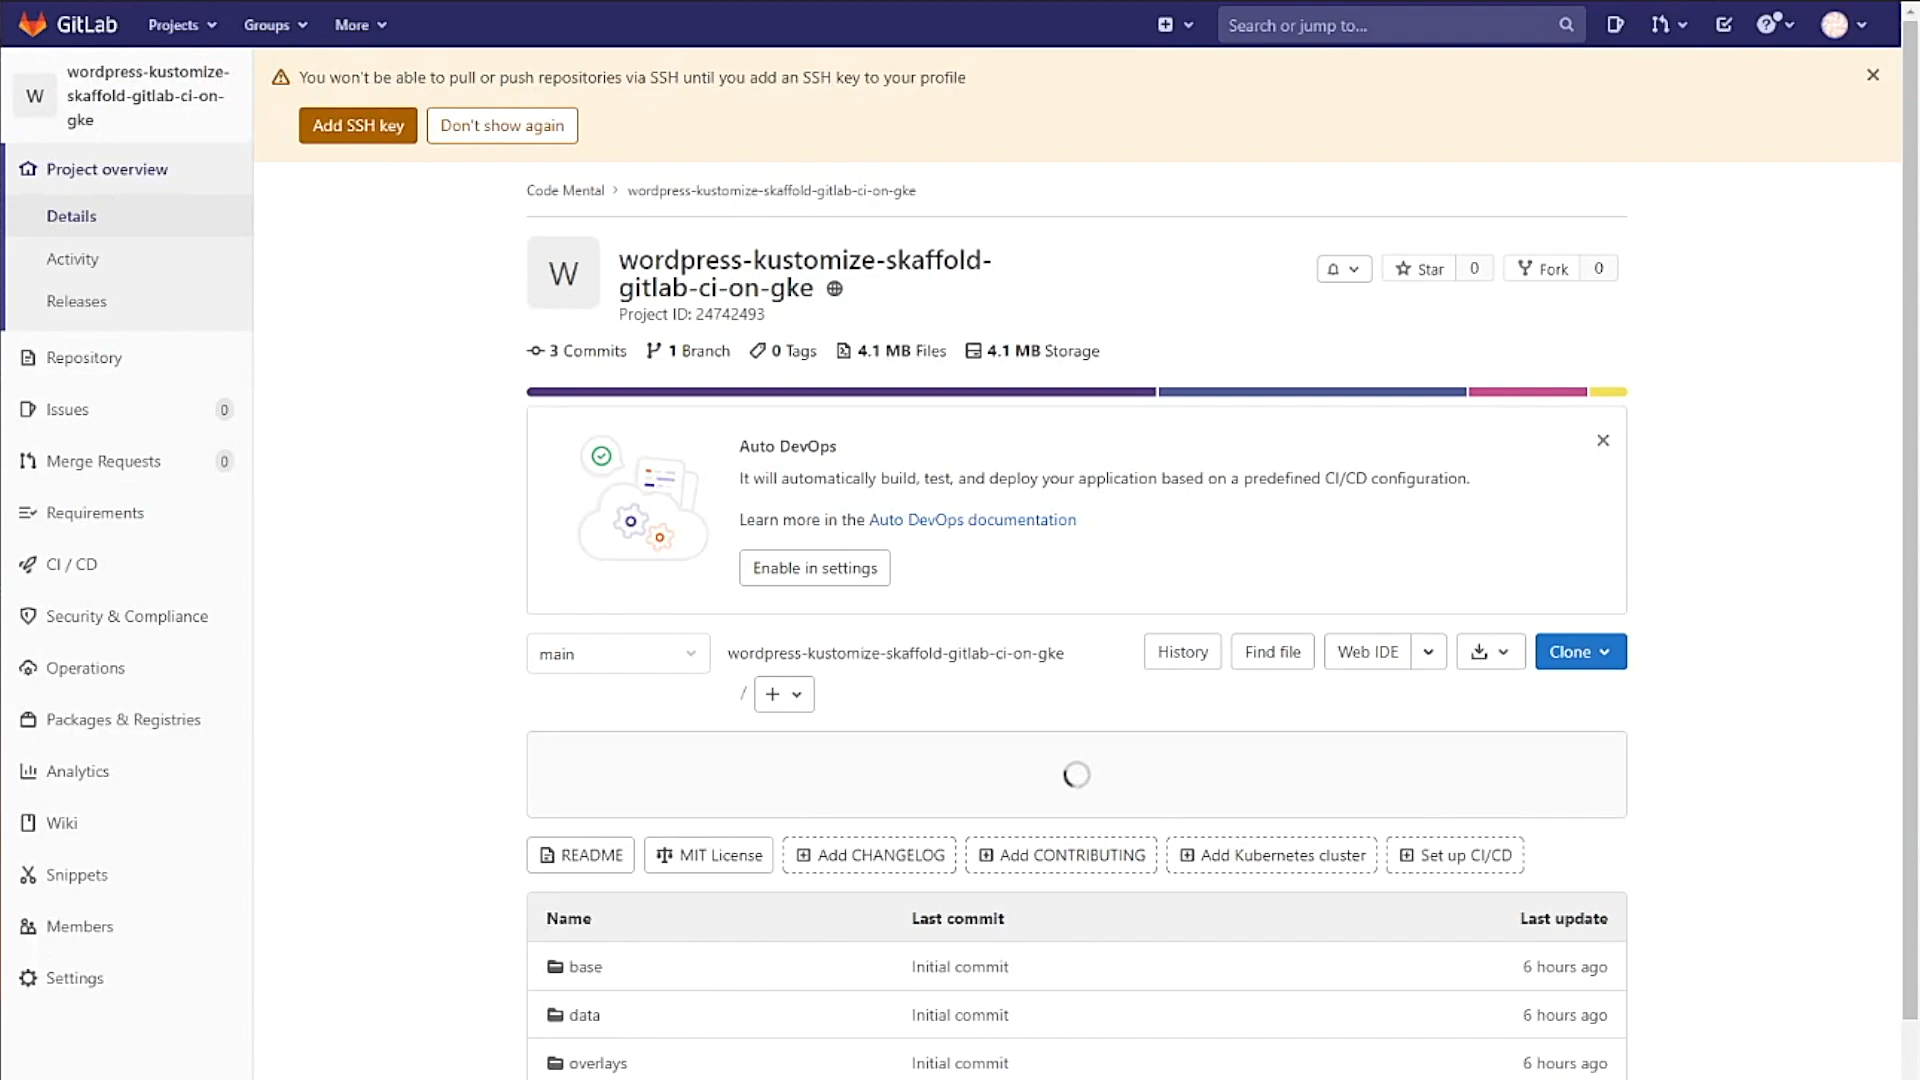 GitLab Projects Groups More Search or jump to...
wordpress-kustomize-
skaffold-gitlab-ci-on-
gke
W
You won't be able to pull or push repositories via SSH until you add an SSH key to your profile
Add SSH key Don't show again
Project overview
Details
Activity
Releases
Repository
Issues 0
Merge Requests 0
Requirements
CI / CD
Security & Compliance
Operations
Packages & Registries
Analytics
Wiki
Snippets
Members
Settings
Code Mental > wordpress-kustomize-skaffold-gitlab-ci-on-gke
W
wordpress-kustomize-skaffold-
gitlab-ci-on-gke
Project ID: 24742493
Star 0 Fork 0
3 Commits 1 Branch 0 Tags 4.1 MB Files 4.1 MB Storage
Auto DevOps
It will automatically build, test, and deploy your application based on a predefined CI/CD configuration.
Learn more in the Auto DevOps documentation
Enable in settings
main wordpress-kustomize-skaffold-gitlab-ci-on-gke History Find file Web IDE Clone
/ +
README MIT License Add CHANGELOG Add CONTRIBUTING Add Kubernetes cluster Set up CI/CD
Name Last commit Last update
base Initial commit 6 hours ago
data Initial commit 6 hours ago
overlays Initial commit 6 hours ago